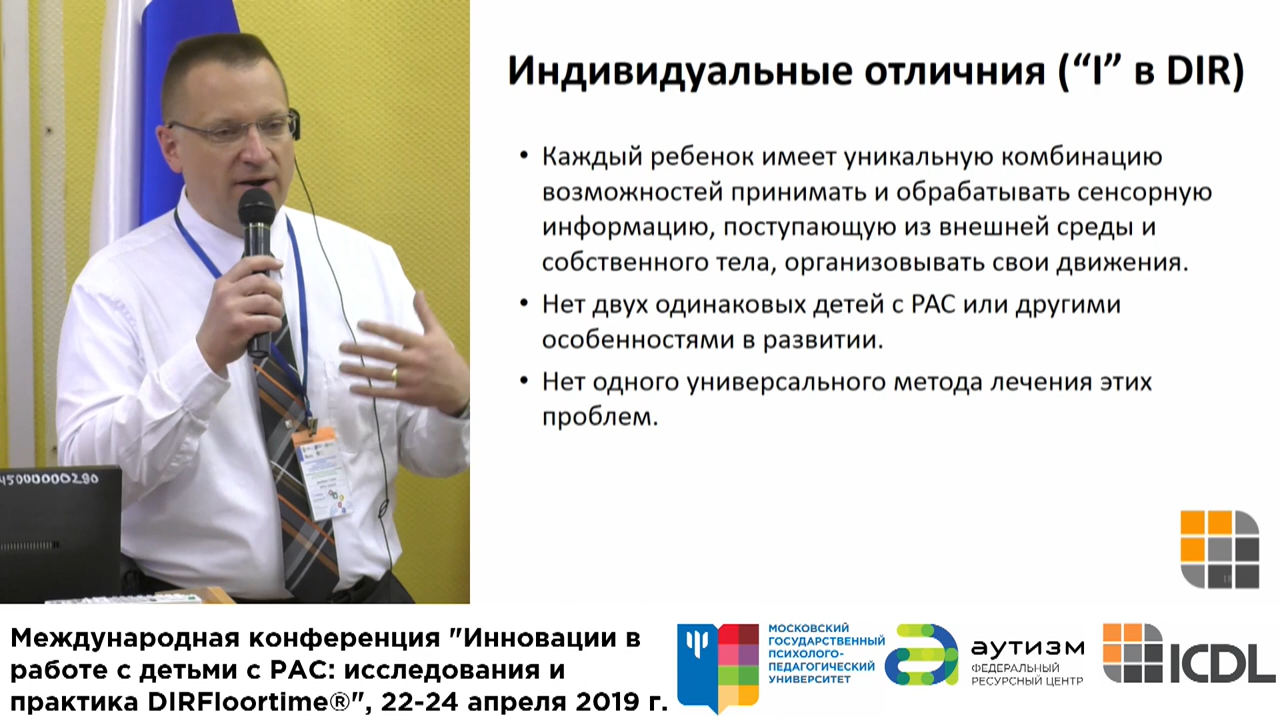 Индивидуальные отличния (“I” в DIR)
• Каждый ребенок имеет уникальную комбинацию
возможностей принимать и обрабатывать сенсорную
информацию, поступающую из внешней среды и
собственного тела, организовывать свои движения.
• Нет двух одинаковых детей с РАС или другими
особенностями в развитии.
• Нет одного универсального метода лечения этих
проблем.
45000000290
Международная конференция "Инновации в
работе с детьми с РАС: исследования и
практика DIRFloortime®", 22-24 апреля 2019 г.
МОСКОВСКИЙ
ГОСУДАРСТВЕННЫЙ
ПСИХОЛОГО-
ПЕДАГОГИЧЕСКИЙ
УНИВЕРСИТЕТ
аутизм
ФЕДЕРАЛЬНЫЙ
РЕСУРСНЫЙ ЦЕНТР
ICDL